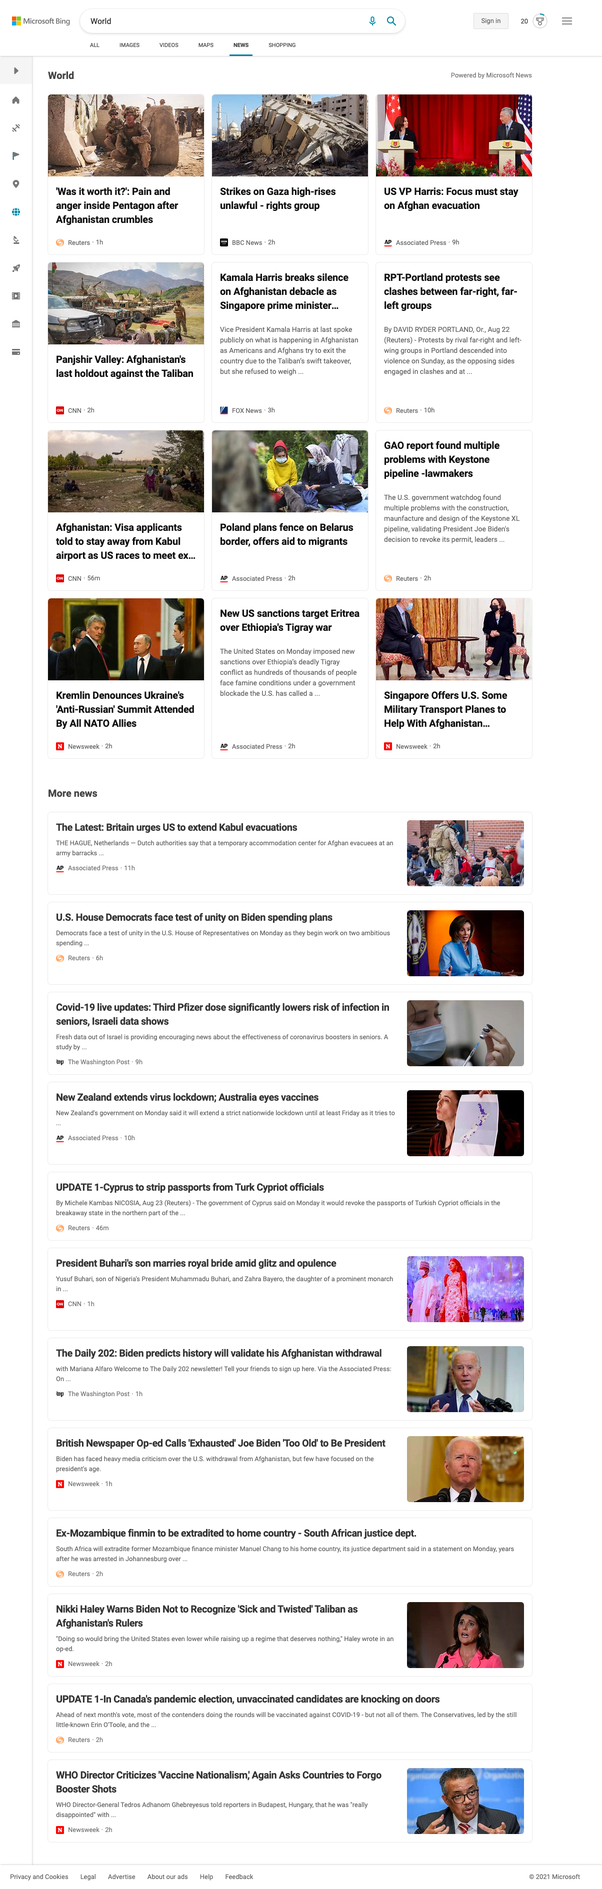 Microsoft Bing
World
Sign in
20
ALL IMAGES VIDEOS MAPS NEWS SHOPPING
World
Powered by Microsoft News
'Was it worth it?': Pain and
anger inside Pentagon after
Afghanistan crumbles
Reuters · 1h
Strikes on Gaza high-rises
unlawful - rights group
BBC News · 2h
US VP Harris: Focus must stay
on Afghan evacuation
AP Associated Press · 9h
Panjshir Valley: Afghanistan's
last holdout against the Taliban
CNN · 2h
Kamala Harris breaks silence
on Afghanistan debacle as
Singapore prime minister...
Vice President Kamala Harris at last spoke
publicly on what is happening in Afghanistan
as Americans and Afghans try to exit the
country due to the Taliban's swift takeover,
but she refused to weigh ...
FOX News · 3h
RPT-Portland protests see
clashes between far-right, far-
left groups
By DAVID RYDER PORTLAND, Or., Aug 22
(Reuters) - Protests by rival far-right and left-
wing groups in Portland descended into
violence on Sunday, as the opposing sides
engaged in clashes and at ...
Reuters · 10h
Afghanistan: Visa applicants
told to stay away from Kabul
airport as US races to meet ex...
CNN · 56m
Poland plans fence on Belarus
border, offers aid to migrants
AP Associated Press · 2h
GAO report found multiple
problems with Keystone
pipeline -lawmakers
The U.S. government watchdog found
multiple problems with the construction,
maunfacture and design of the Keystone XL
pipeline, validating President Joe Biden's
decision to revoke its permit, leaders ...
Reuters · 2h
Kremlin Denounces Ukraine's
'Anti-Russian' Summit Attended
By All NATO Allies
N Newsweek · 2h
New US sanctions target Eritrea
over Ethiopia's Tigray war
The United States on Monday imposed new
sanctions over Ethiopia's deadly Tigray
conflict as hundreds of thousands of people
face famine conditions under a government
blockade the U.S. has called a ...
AP Associated Press · 2h
Singapore Offers U.S. Some
Military Transport Planes to
Help With Afghanistan...
N Newsweek · 2h
More news
The Latest: Britain urges US to extend Kabul evacuations
THE HAGUE, Netherlands — Dutch authorities say that a temporary accommodation center for Afghan evacuees at an
army barracks ...
AP Associated Press · 11h
U.S. House Democrats face test of unity on Biden spending plans
Democrats face a test of unity in the U.S. House of Representatives on Monday as they begin work on two ambitious
spending ...
Reuters · 6h
Covid-19 live updates: Third Pfizer dose significantly lowers risk of infection in
seniors, Israeli data shows
Fresh data out of Israel is providing encouraging news about the effectiveness of coronavirus boosters in seniors. A
study by ...
wp The Washington Post · 9h
New Zealand extends virus lockdown; Australia eyes vaccines
New Zealand's government on Monday said it will extend a strict nationwide lockdown until at least Friday as it tries to
...
AP Associated Press · 10h
UPDATE 1-Cyprus to strip passports from Turk Cypriot officials
By Michele Kambas NICOSIA, Aug 23 (Reuters) - The government of Cyprus said on Monday it would revoke the passports of Turkish Cypriot officials in the
breakaway state in the northern part of the ...
Reuters · 46m
President Buhari's son marries royal bride amid glitz and opulence
Yusuf Buhari, son of Nigeria's President Muhammadu Buhari, and Zahra Bayero, the daughter of a prominent monarch
in ...
CNN · 1h
The Daily 202: Biden predicts history will validate his Afghanistan withdrawal
with Mariana Alfaro Welcome to The Daily 202 newsletter! Tell your friends to sign up here. Via the Associated Press:
On ...
wp The Washington Post · 1h
British Newspaper Op-ed Calls 'Exhausted' Joe Biden 'Too Old' to Be President
Biden has faced heavy media criticism over the U.S. withdrawal from Afghanistan, but few have focused on the
president's age.
N Newsweek · 1h
Ex-Mozambique finmin to be extradited to home country - South African justice dept.
South Africa will extradite former Mozambique finance minister Manuel Chang to his home country, its justice department said in a statement on Monday, years
after he was arrested in Johannesburg over ...
Reuters · 2h
Nikki Haley Warns Biden Not to Recognize 'Sick and Twisted' Taliban as
Afghanistan's Rulers
"Doing so would bring the United States even lower while raising up a regime that deserves nothing," Haley wrote in an
op-ed.
N Newsweek · 2h
UPDATE 1-In Canada's pandemic election, unvaccinated candidates are knocking on doors
Ahead of next month's vote, most of the contenders doing the rounds will be vaccinated against COVID-19 - but not all of them. The Conservatives, led by the still
little-known Erin O'Toole, and the ...
Reuters · 2h
WHO Director Criticizes 'Vaccine Nationalism,' Again Asks Countries to Forgo
Booster Shots
WHO Director-General Tedros Adhanom Ghebreyesus told reporters in Budapest, Hungary, that he was "really
disappointed" with ...
N Newsweek · 2h
Privacy and Cookies Legal Advertise About our ads Help Feedback
© 2021 Microsoft